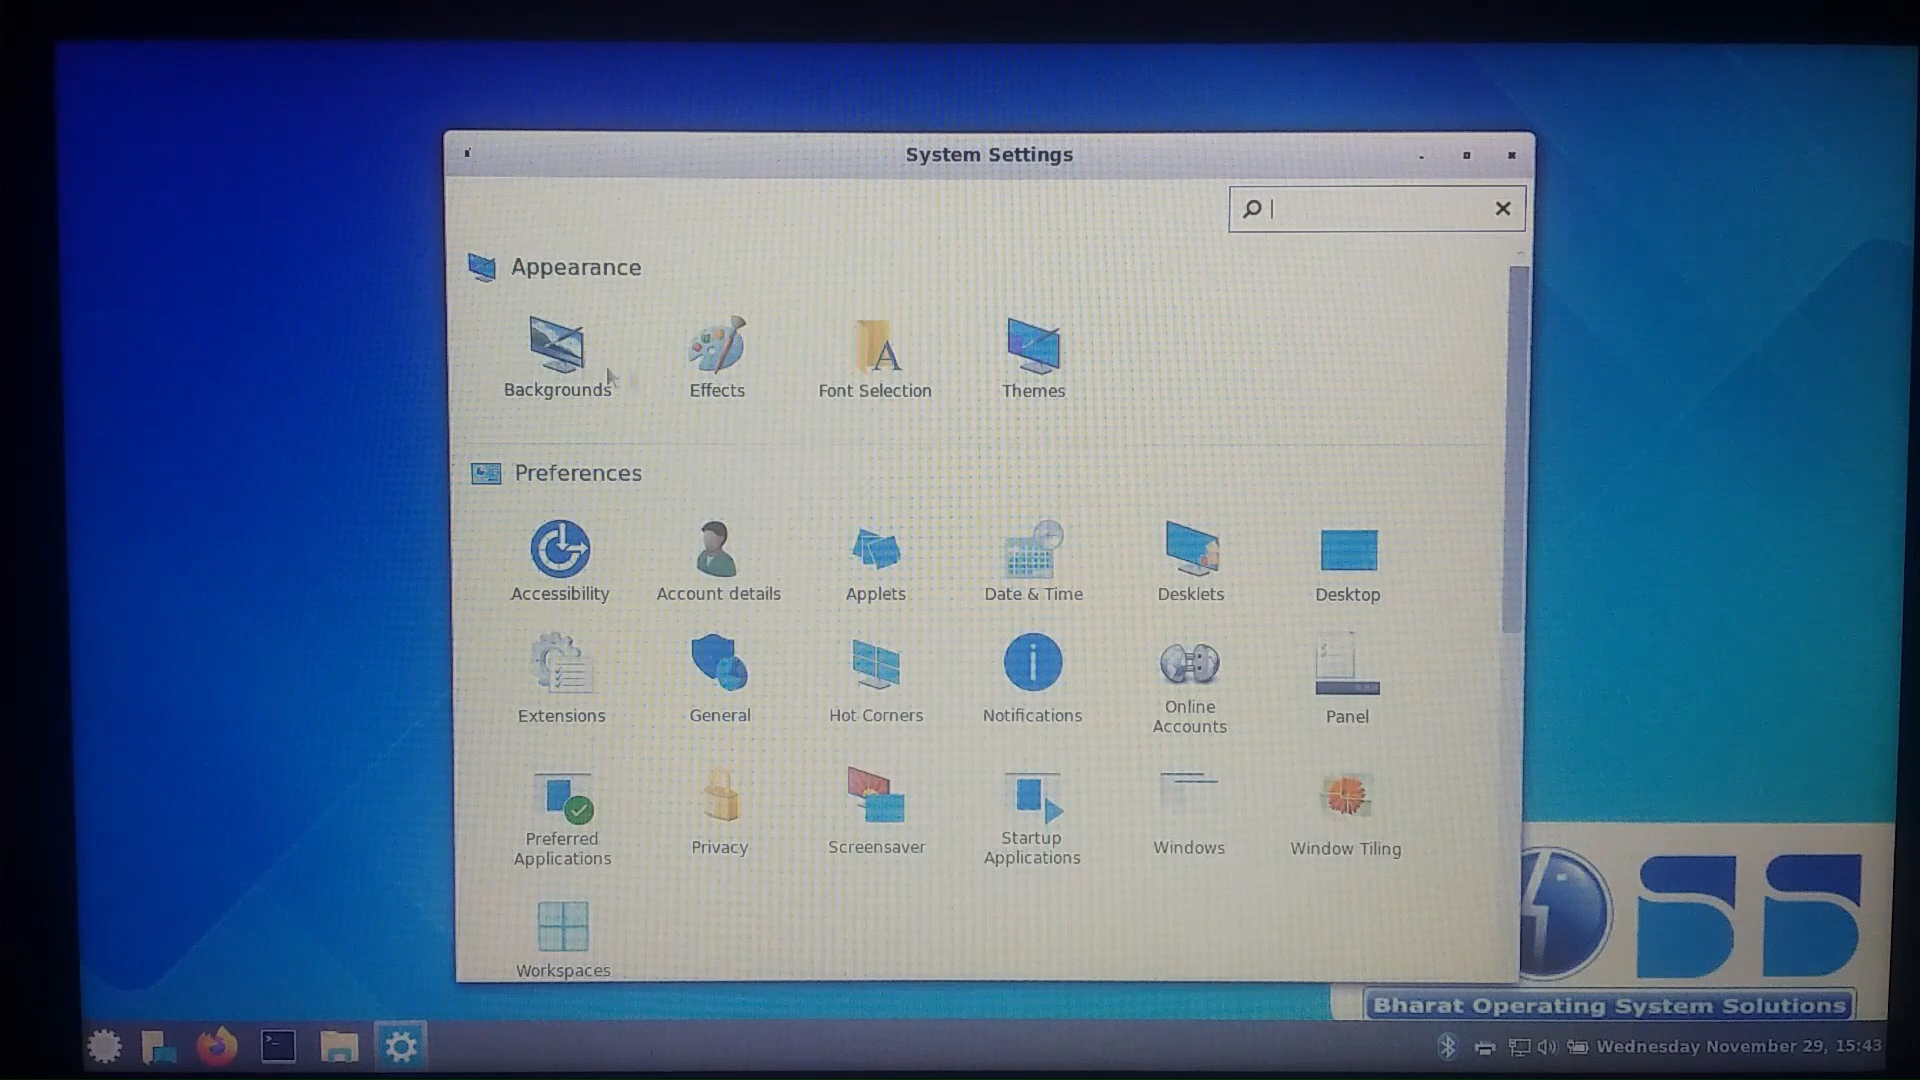 System Settings
Appearance
Backgrounds
Effects
Font Selection
Themes
Preferences
Accessibility
Account details
Applets
Date & Time
Desklets
Desktop
Extensions
General
Hot Corners
Notifications
Online
Accounts
Panel
Preferred
Applications
Privacy
Screensaver
Startup
Applications
Windows
Window Tiling
Workspaces
OSS
Bharat Operating System Solutions
Wednesday November 29, 15:43